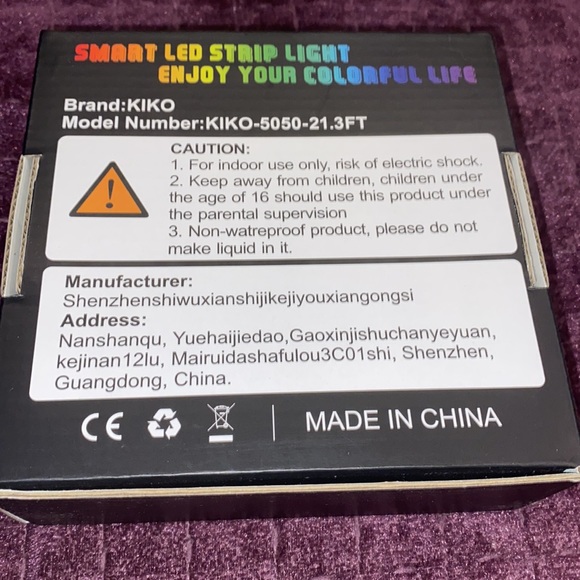 SMART LED STRIP LIGHT
ENJOY YOUR COLORFUL LIFE
Brand:KIKO
Model Number:KIKO-5050-21.3FT
CAUTION:
1. For indoor use only, risk of electric shock.
2. Keep away from children, children under
the age of 16 should use this product under
the parental supervision
3. Non-watreproof product, please do not
make liquid in it.
Manufacturer:
Shenzhenshiwuxianshijikejiyouxiangongsi
Address:
Nanshanqu, Yuehaijiedao,Gaoxinjishuchanyeyuan,
kejinan12lu, Mairuidashafulou3C01shi, Shenzhen,
Guangdong, China.
CE
MADE IN CHINA